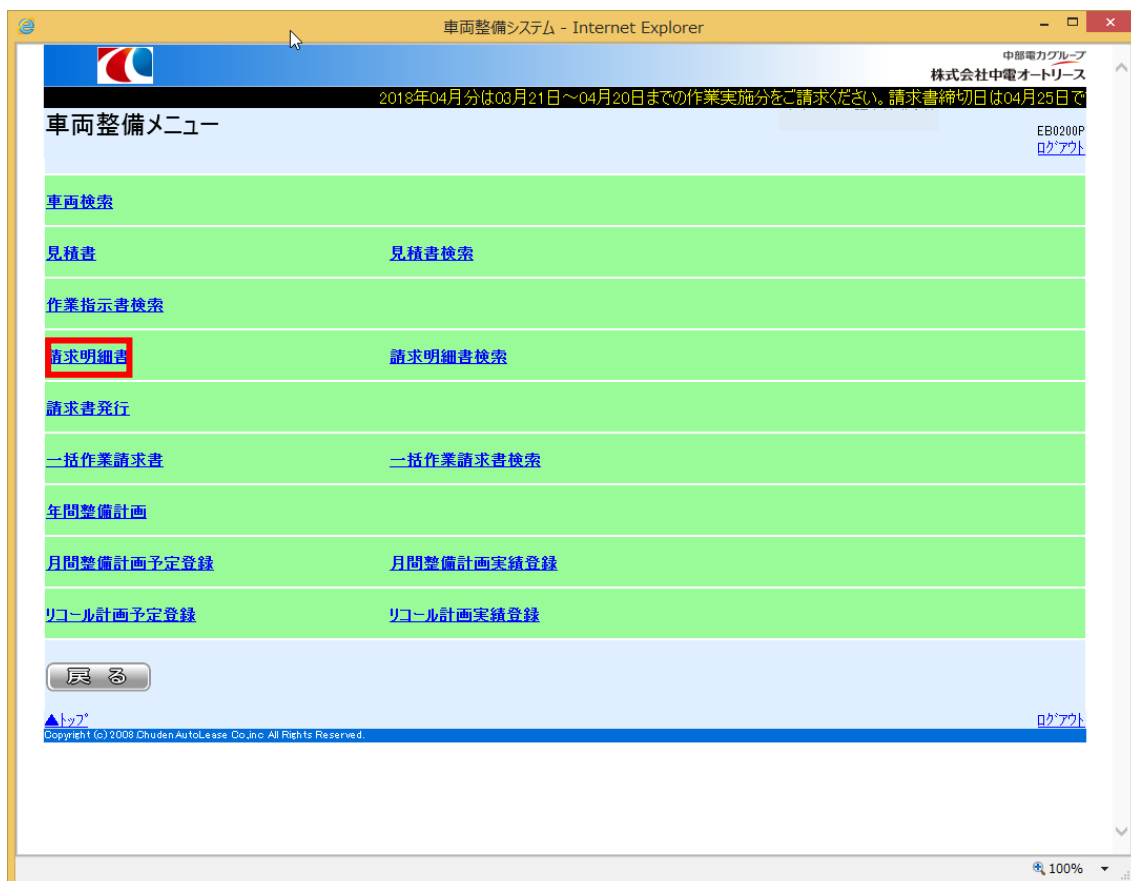 車両整備システム - Internet Explorer
中部電力グループ
株式会社中電オートリース
2018年04月分は03月21日～04月20日までの作業実施分をご請求ください。請求書締切日は04月25日で
車両整備メニュー
EB0200P
ログアウト
車両検索
見積書 見積書検索
作業指示書検索
請求明細書 請求明細書検索
請求書発行
一括作業請求書 一括作業請求書検索
年間整備計画
月間整備計画予定登録 月間整備計画実績登録
リコール計画予定登録 リコール計画実績登録
戻る
▲トップ ログアウト
Copyright (c) 2008 Chuden AutoLease Co,inc All Rights Reserved.
100%